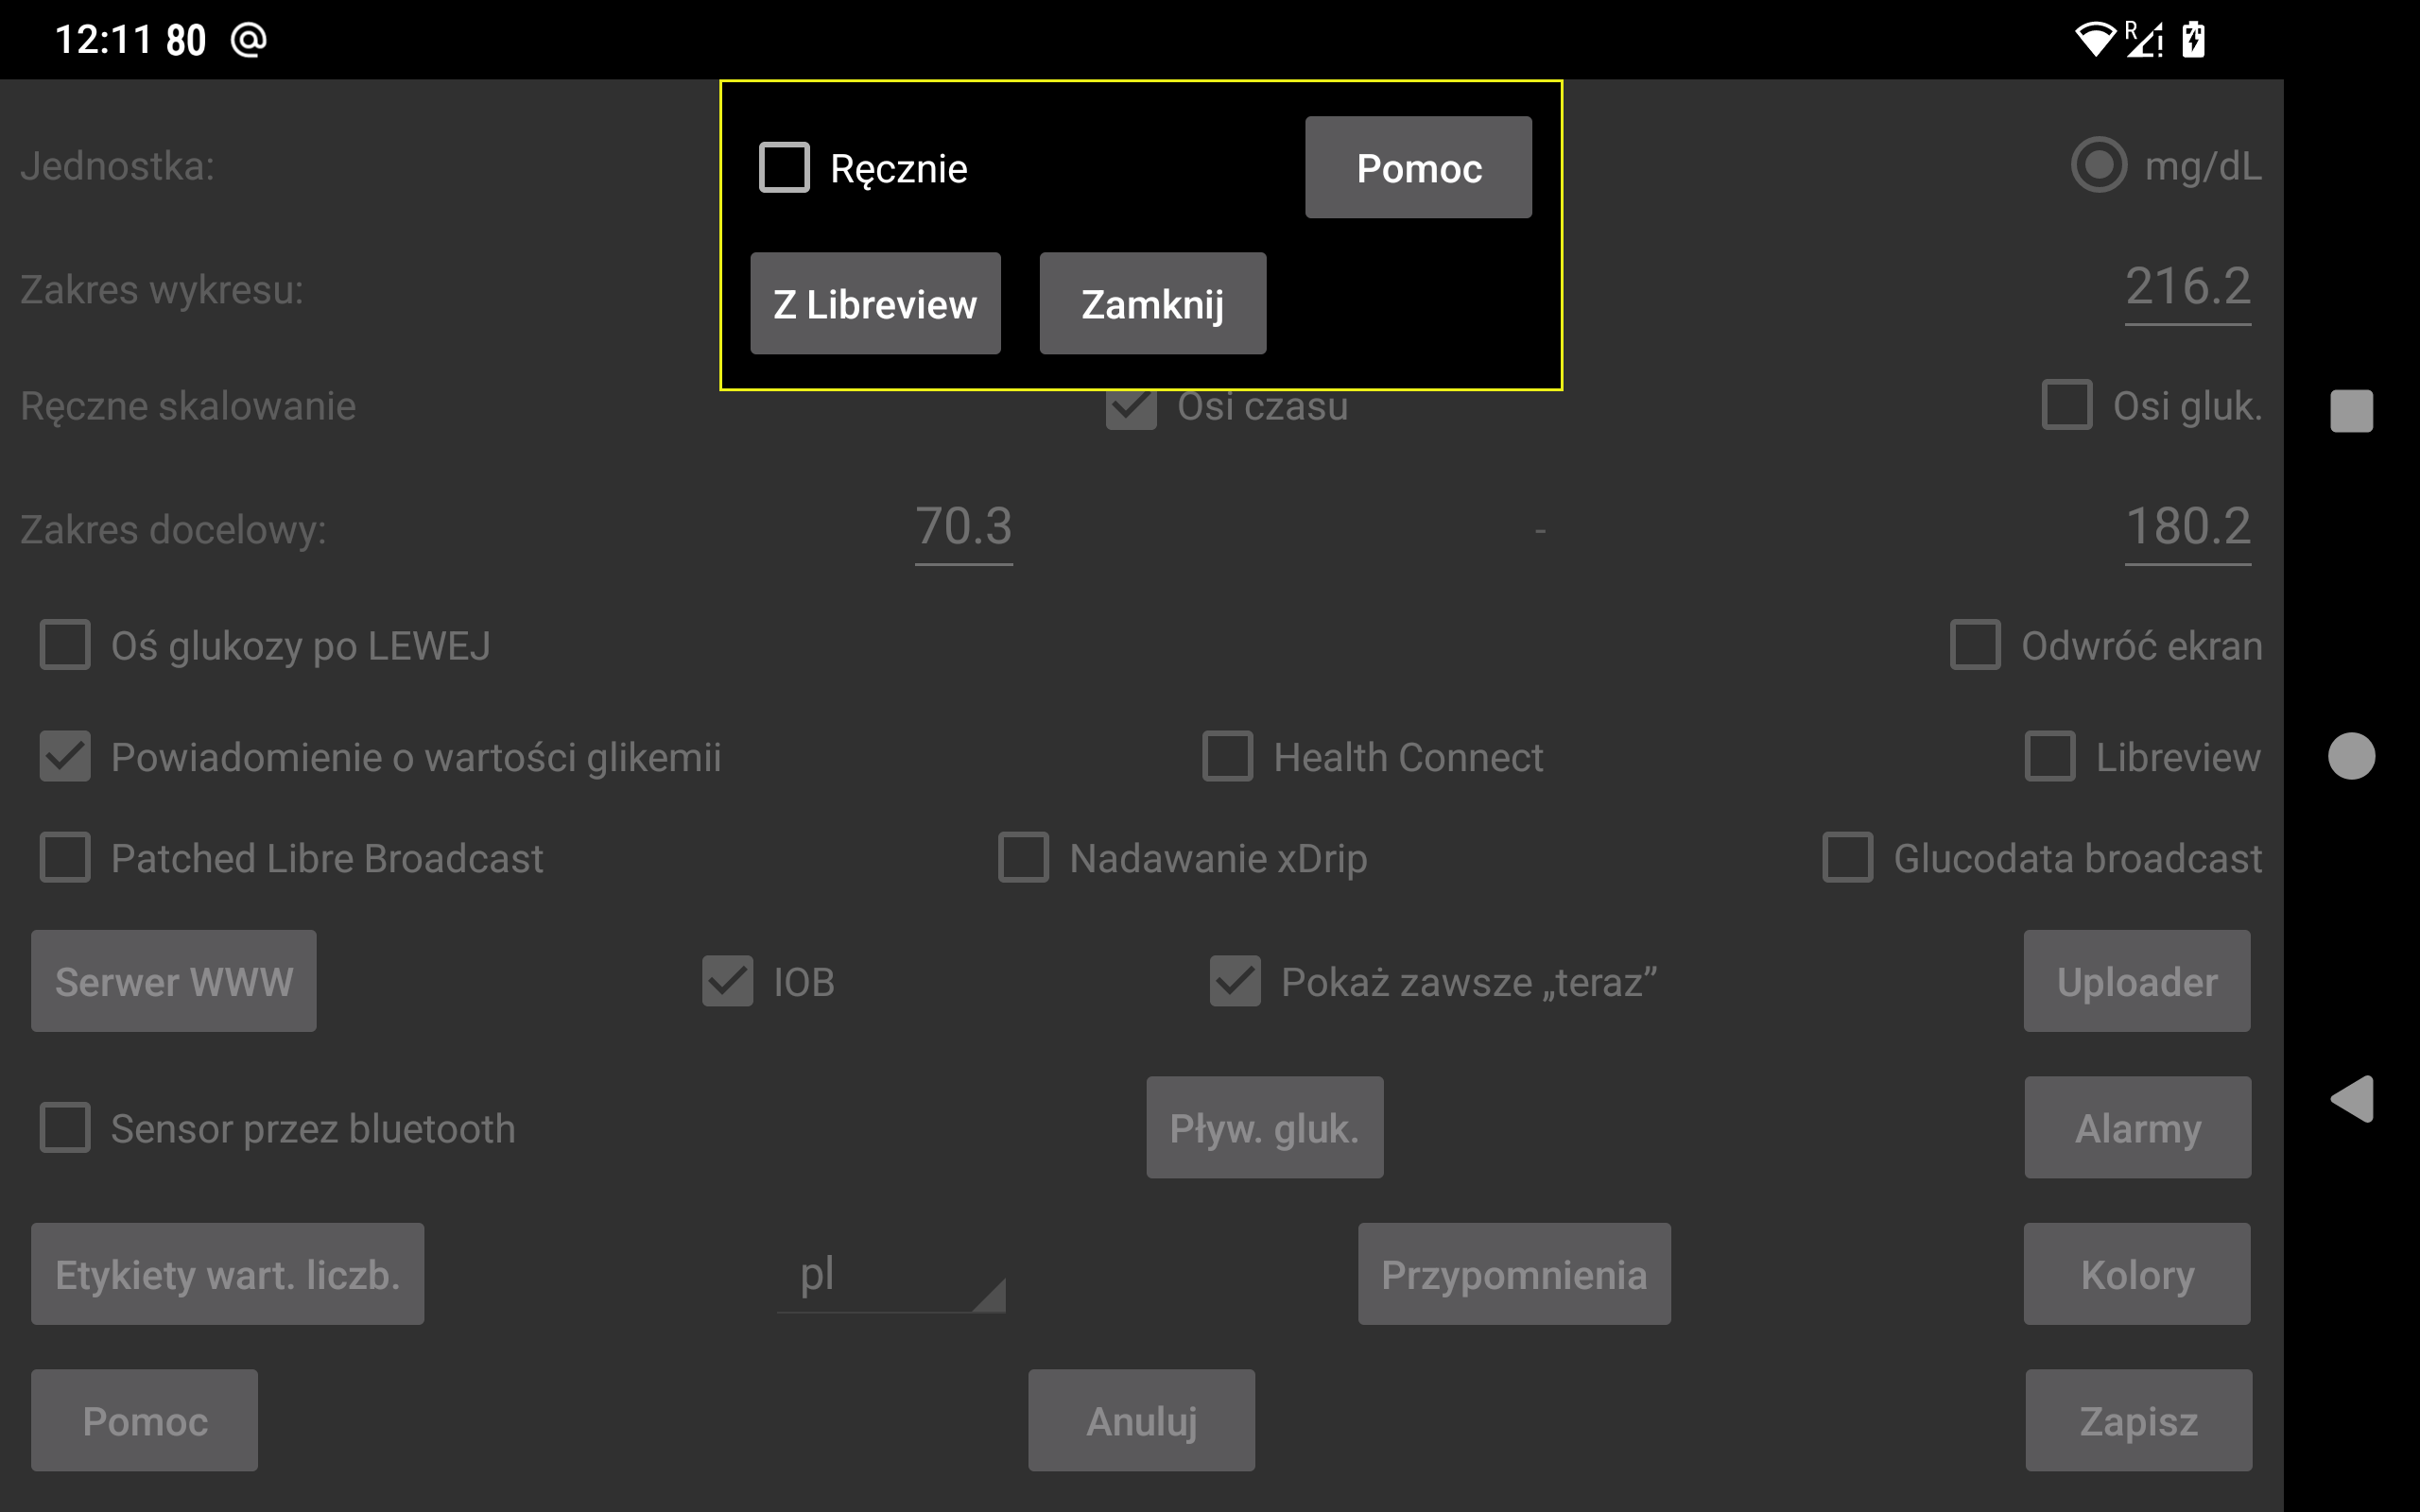 12:11 80
R
Ręcznie Pomoc
Z Libreview Zamknij
Jednostka: mg/dL
Zakres wykresu: 216.2
Ręczne skalowanie Osi czasu Osi gluk.
Zakres docelowy: 70.3 - 180.2
Oś glukozy po LEWEJ Odwróć ekran
Powiadomienie o wartości glikemii Health Connect Libreview
Patched Libre Broadcast Nadawanie xDrip Glucodata broadcast
Serwer WWW IOB Pokaż zawsze „teraz” Uploader
Sensor przez bluetooth Pływ. gluk. Alarmy
Etykiety wart. liczb. pl Przypomnienia Kolory
Pomoc Anuluj Zapisz